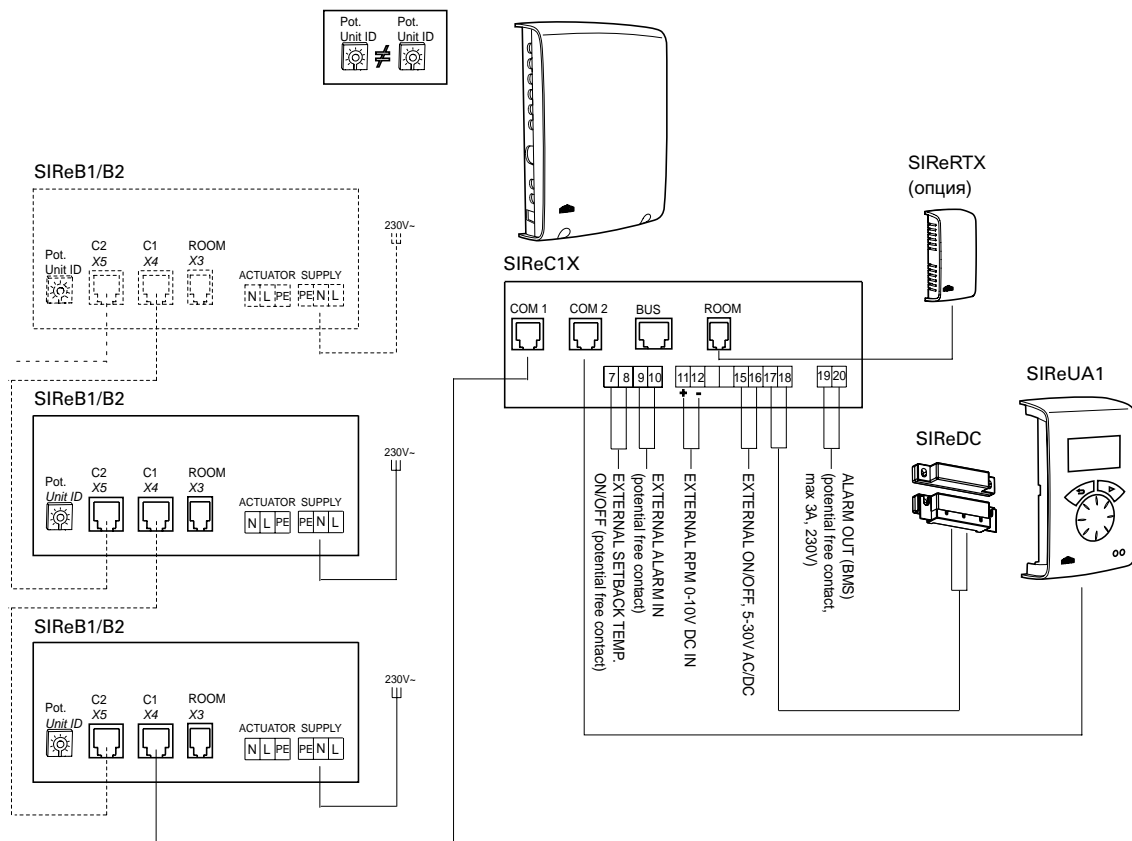 Pot.
Unit ID
≠
Pot.
Unit ID
SIReB1/B2
Pot.
Unit ID
C2
X5
C1
X4
ROOM
X3
ACTUATOR SUPPLY
N L PE PE N L
230V~
SIReB1/B2
Pot.
Unit ID
C2
X5
C1
X4
ROOM
X3
ACTUATOR SUPPLY
N L PE PE N L
230V~
SIReB1/B2
Pot.
Unit ID
C2
X5
C1
X4
ROOM
X3
ACTUATOR SUPPLY
N L PE PE N L
230V~
SIReC1X
COM 1 COM 2 BUS ROOM
7 8 9 10 11 12 15 16 17 18 19 20
+ -
EXTERNAL SETBACK TEMP.
ON/OFF (potential free contact)
EXTERNAL ALARM IN
(potential free contact)
EXTERNAL RPM 0-10V DC IN
EXTERNAL ON/OFF, 5-30V AC/DC
ALARM OUT (BMS)
(potential free contact,
max 3A, 230V)
SIReRTX
(опция)
SIReDC
SIReUA1